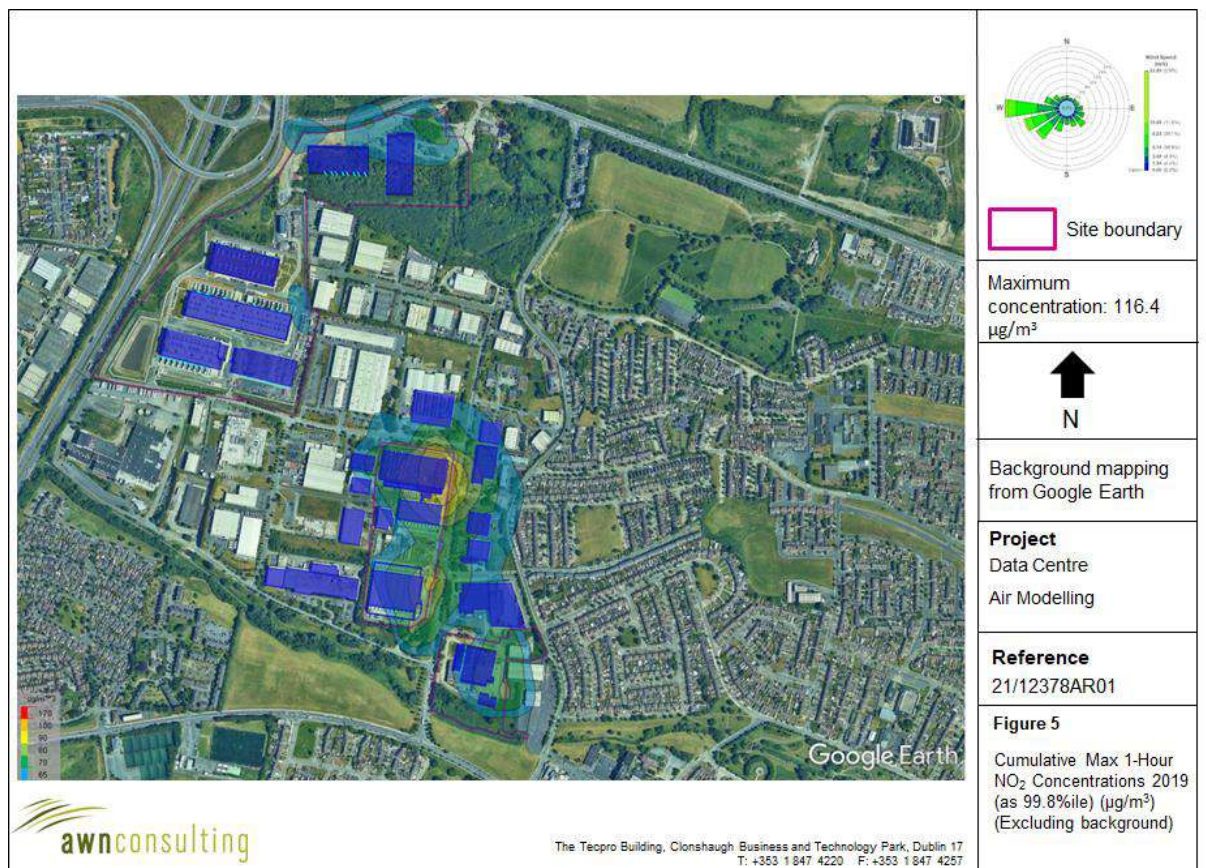 N
W
E
S
Wind Speed
(m/s)
Site boundary
Maximum
concentration: 116.4
µg/m³
N
Background mapping
from Google Earth
Project
Data Centre
Air Modelling
Reference
21/12378AR01
Figure 5
Cumulative Max 1-Hour
NO₂ Concentrations 2019
(as 99.8%ile) (µg/m³)
(Excluding background)
100
90
80
70
65
Google Earth
awnconsulting
The Tecpro Building, Clonshaugh Business and Technology Park, Dublin 17
T: +353 1 847 4220 F: +353 1 847 4257